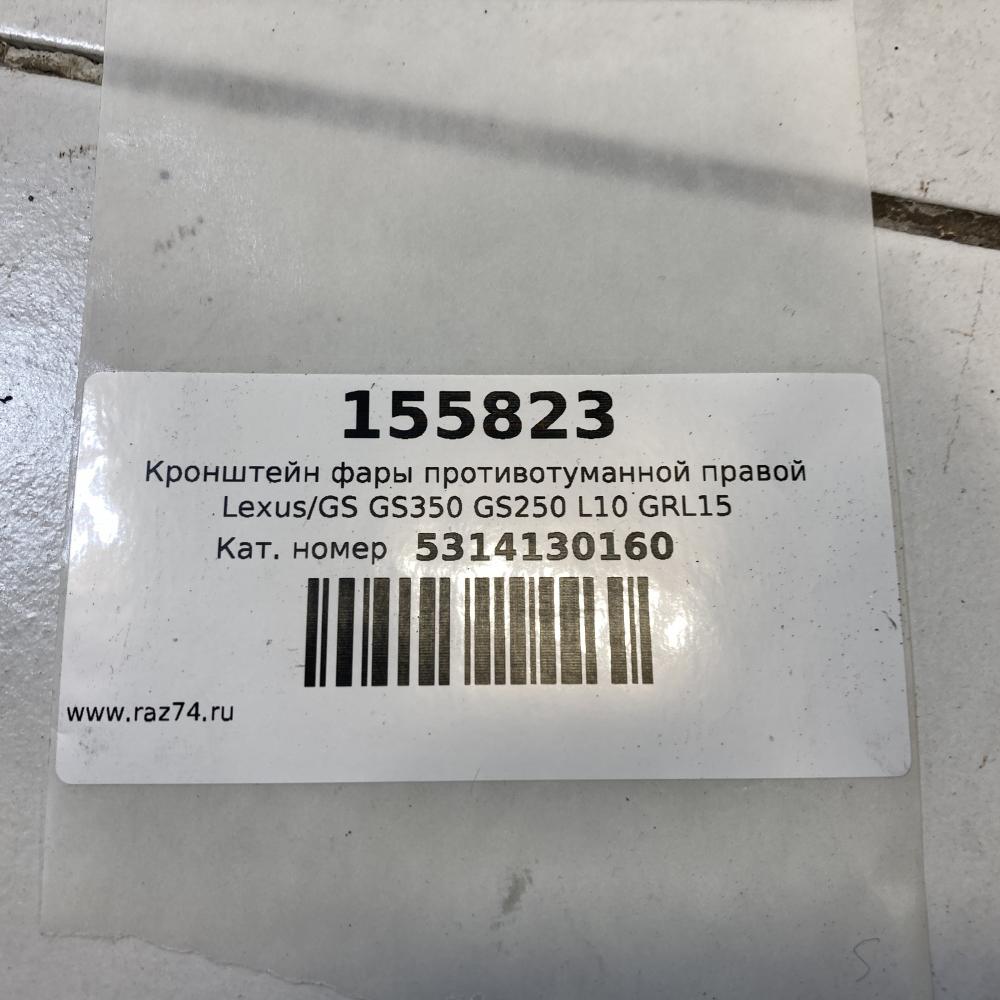 155823
Кронштейн фары противотуманной правой
Lexus/GS GS350 GS250 L10 GRL15
Кат. номер 5314130160
www.raz74.ru